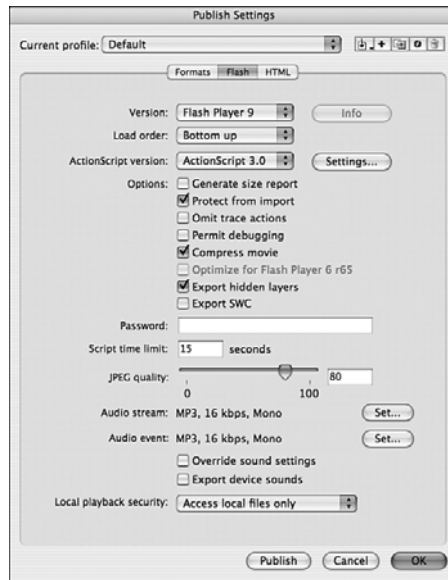 Publish Settings
Current profile: Default
Formats Flash HTML
Version: Flash Player 9 Info
Load order: Bottom up
ActionScript version: ActionScript 3.0 Settings...
Options: Generate size report
Protect from import
Omit trace actions
Permit debugging
Compress movie
Optimize for Flash Player 6 r65
Export hidden layers
Export SWC
Password:
Script time limit: 15 seconds
JPEG quality: 80
0 100
Audio stream: MP3, 16 kbps, Mono Set...
Audio event: MP3, 16 kbps, Mono Set...
Override sound settings
Export device sounds
Local playback security: Access local files only
Publish Cancel OK